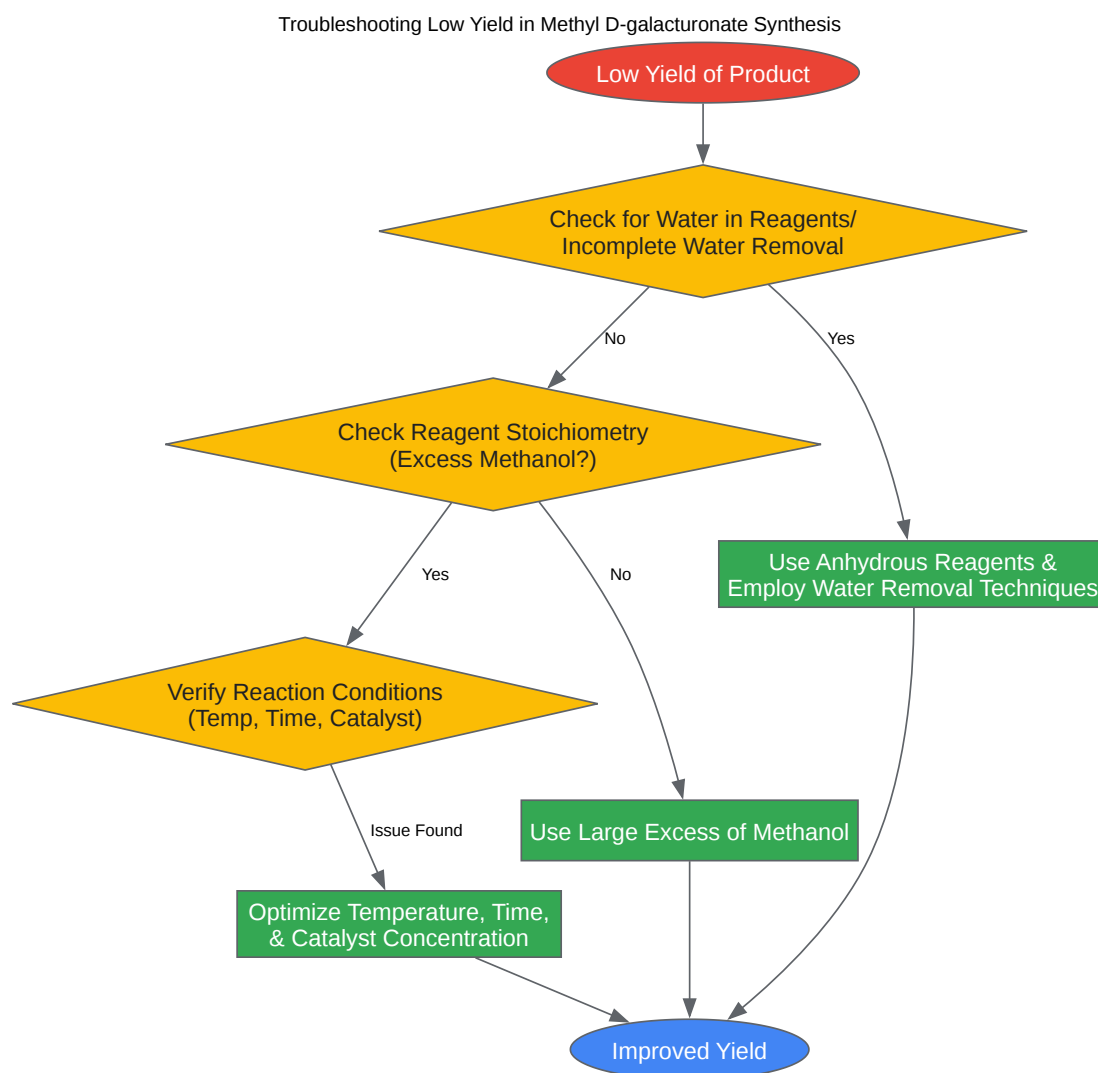 Troubleshooting Low Yield in Methyl D-galacturonate Synthesis
Low Yield of Product
Check for Water in Reagents/
Incomplete Water Removal
No
Yes
Check Reagent Stoichiometry
(Excess Methanol?)
Yes
No
Use Anhydrous Reagents &
Employ Water Removal Techniques
Verify Reaction Conditions
(Temp, Time, Catalyst)
Issue Found
Use Large Excess of Methanol
Optimize Temperature, Time,
& Catalyst Concentration
Improved Yield